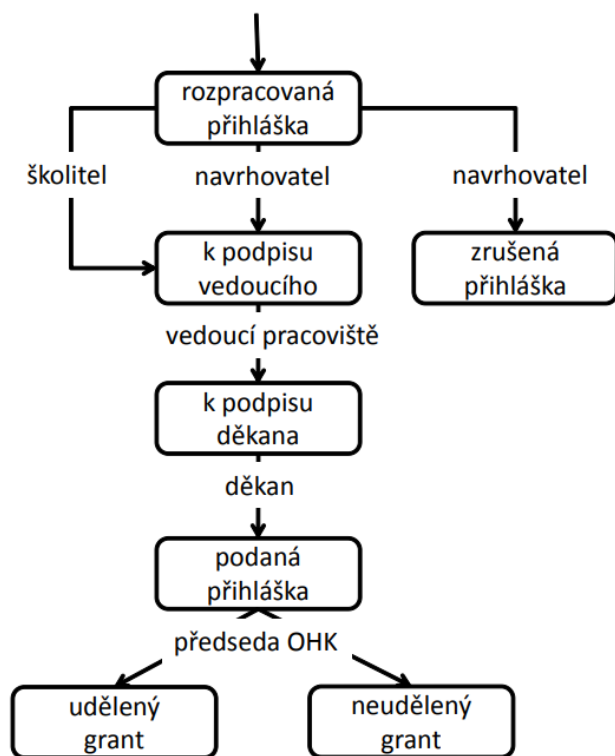 rozpracovaná
přihláška
školitel
navrhovatel
navrhovatel
k podpisu
vedoucího
zrušená
přihláška
vedoucí pracoviště
k podpisu
děkana
děkan
podaná
přihláška
předseda OHK
udělený
grant
neudělený
grant